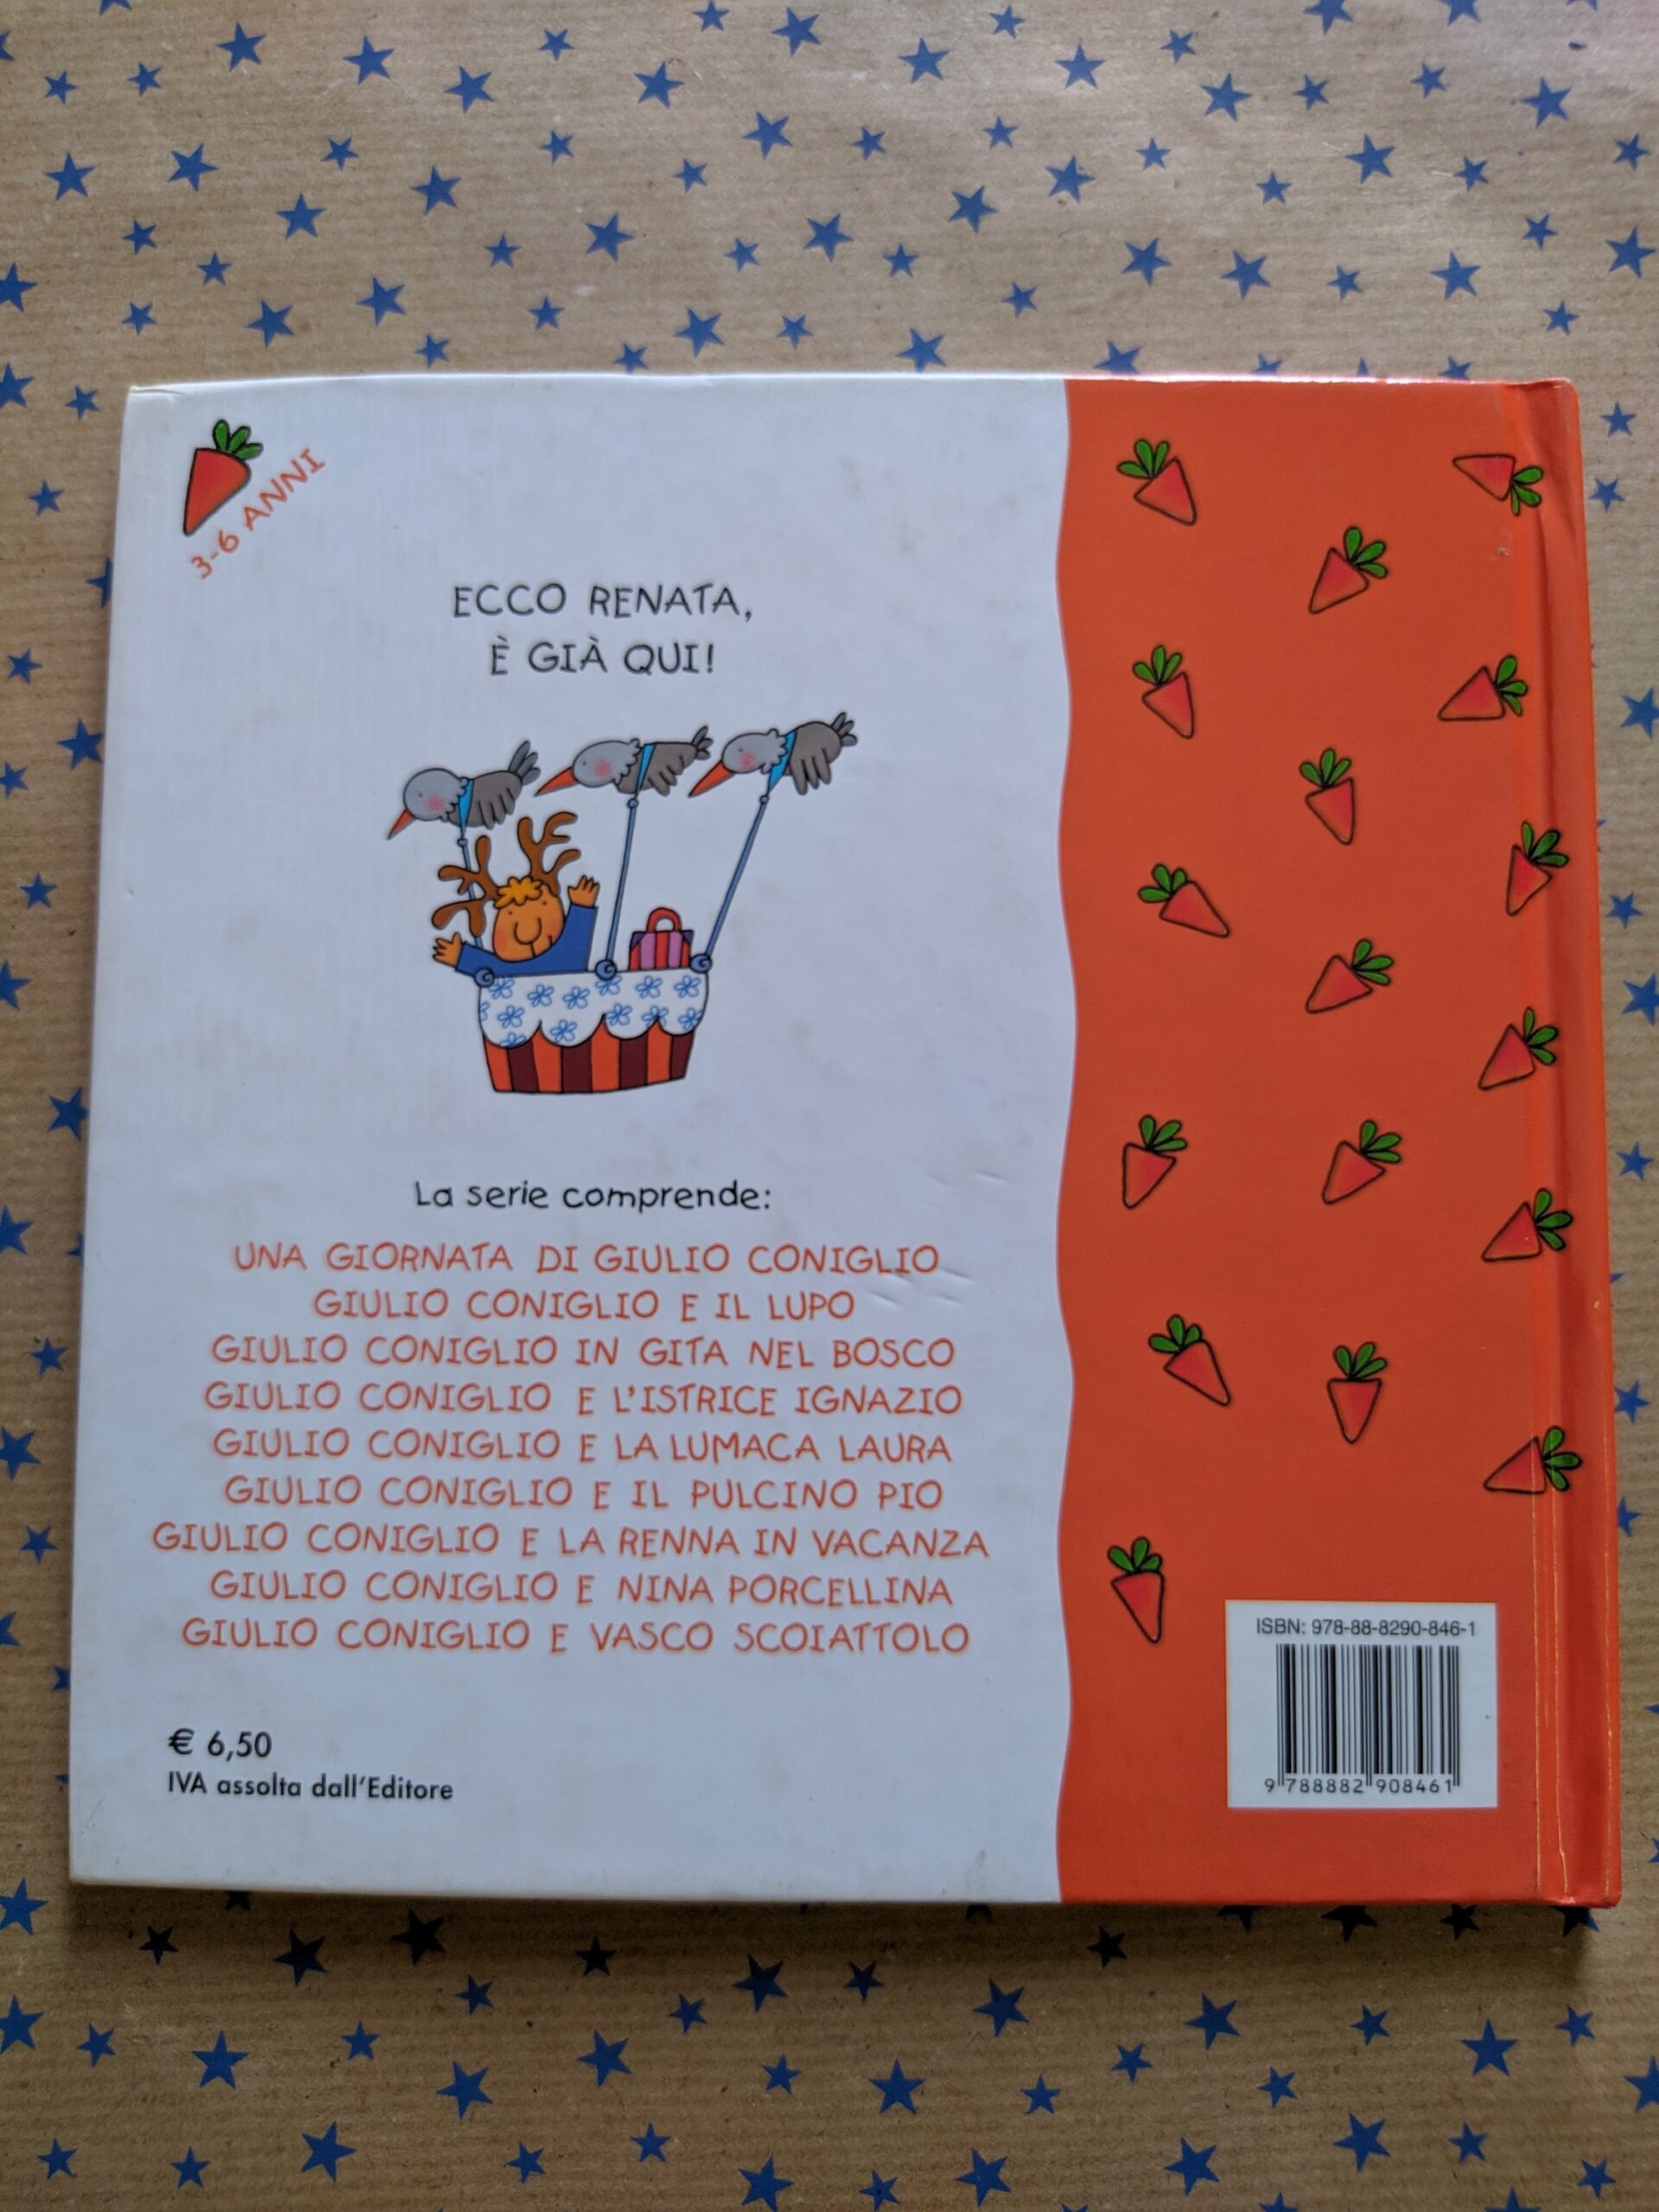 3-6 ANNI
ECCO RENATA,
È GIÀ QUI!
La serie comprende:
UNA GIORNATA DI GIULIO CONIGLIO
GIULIO CONIGLIO E IL LUPO
GIULIO CONIGLIO IN GITA NEL BOSCO
GIULIO CONIGLIO E L'ISTRICE IGNAZIO
GIULIO CONIGLIO E LA LUMACA LAURA
GIULIO CONIGLIO E IL PULCINO PIO
GIULIO CONIGLIO E LA RENNA IN VACANZA
GIULIO CONIGLIO E NINA PORCELLINA
GIULIO CONIGLIO E VASCO SCOIATTOLO
€ 6,50
IVA assolta dall'Editore
ISBN: 978-88-8290-846-1
9 788882 908461